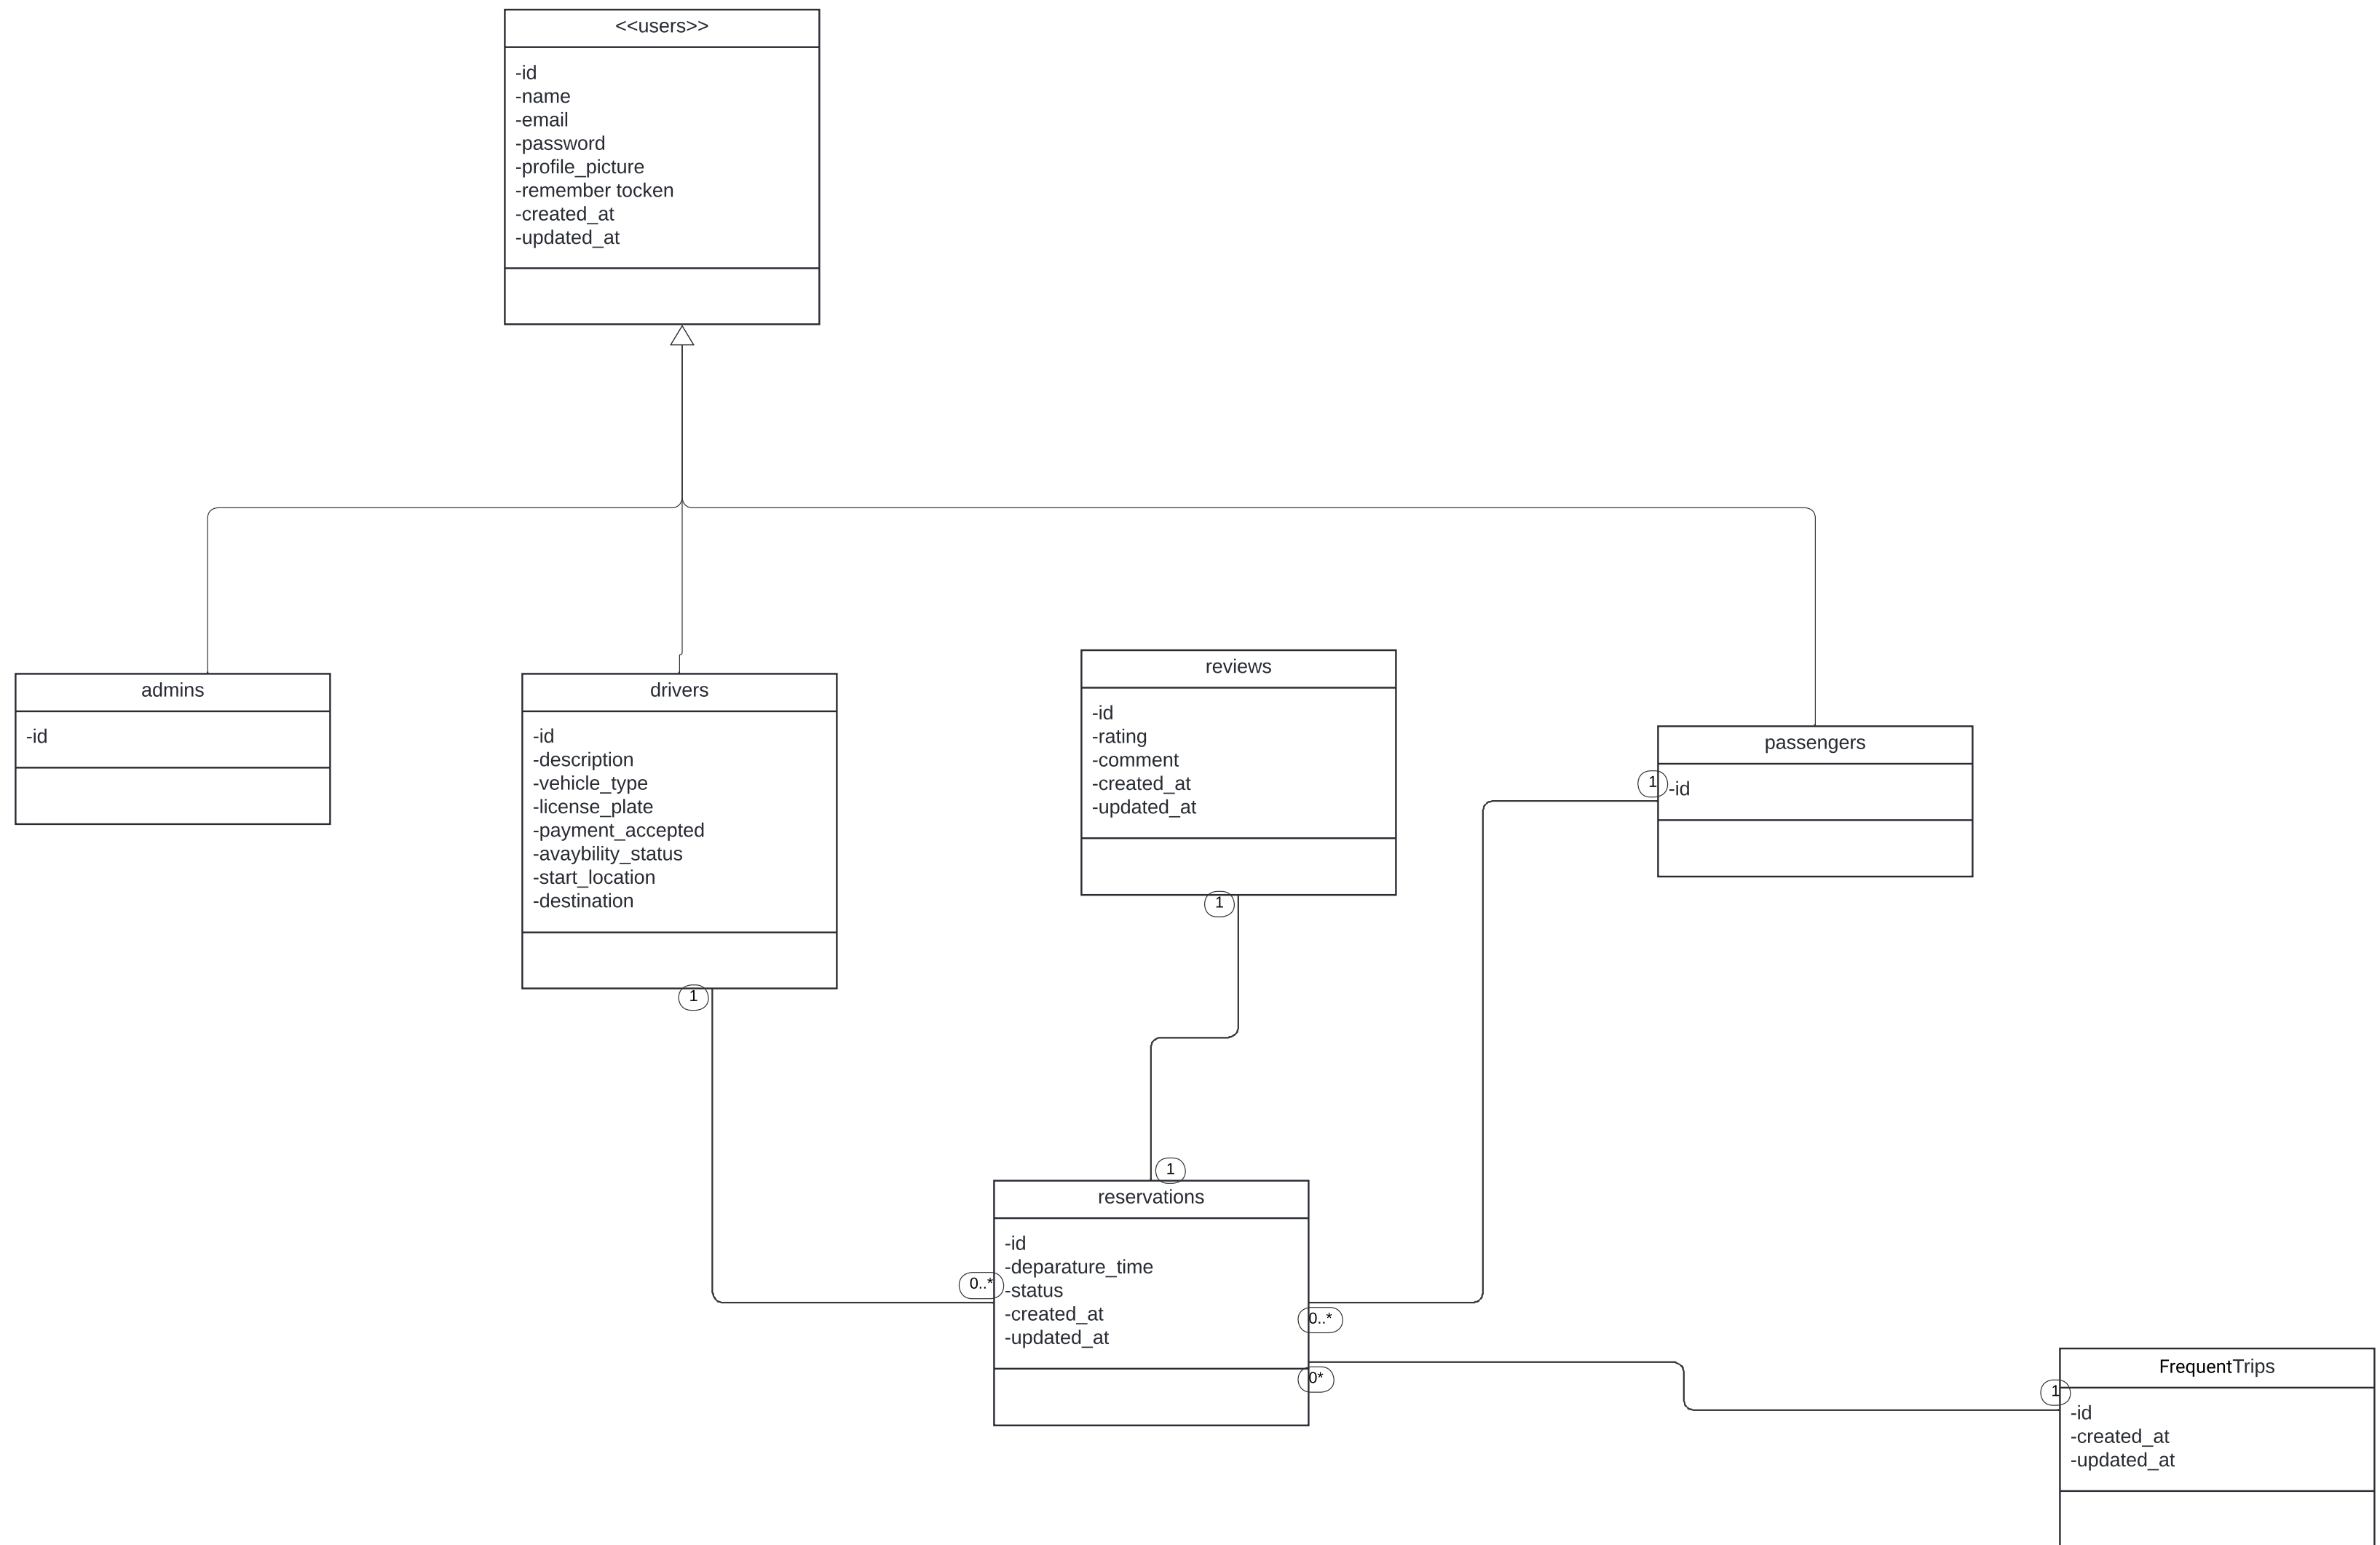 <<users>>
-id
-name
-email
-password
-profile_picture
-remember tocken
-created_at
-updated_at
admins
-id
drivers
-id
-description
-vehicle_type
-license_plate
-payment_accepted
-avaybility_status
-start_location
-destination
1
reviews
-id
-rating
-comment
-created_at
-updated_at
1
passengers
1
-id
1
reservations
-id
-deparature_time
0..*
-status
-created_at
-updated_at
0..*
0*
FrequentTrips
1
-id
-created_at
-updated_at